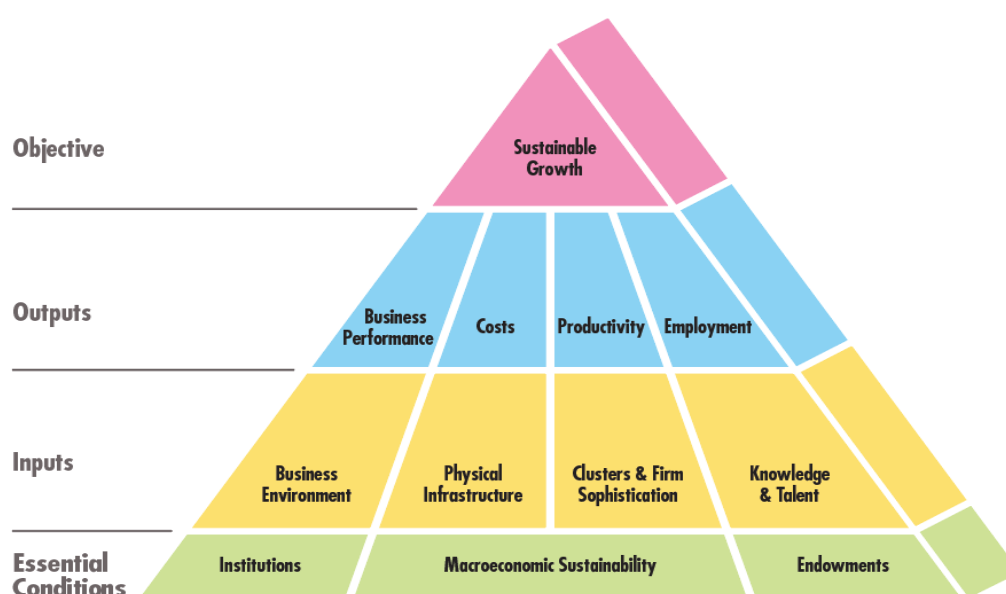 Objective
Sustainable
Growth
Outputs
Business
Performance
Costs
Productivity
Employment
Inputs
Business
Environment
Physical
Infrastructure
Clusters & Firm
Sophistication
Knowledge
& Talent
Essential
Conditions
Institutions
Macroeconomic Sustainability
Endowments